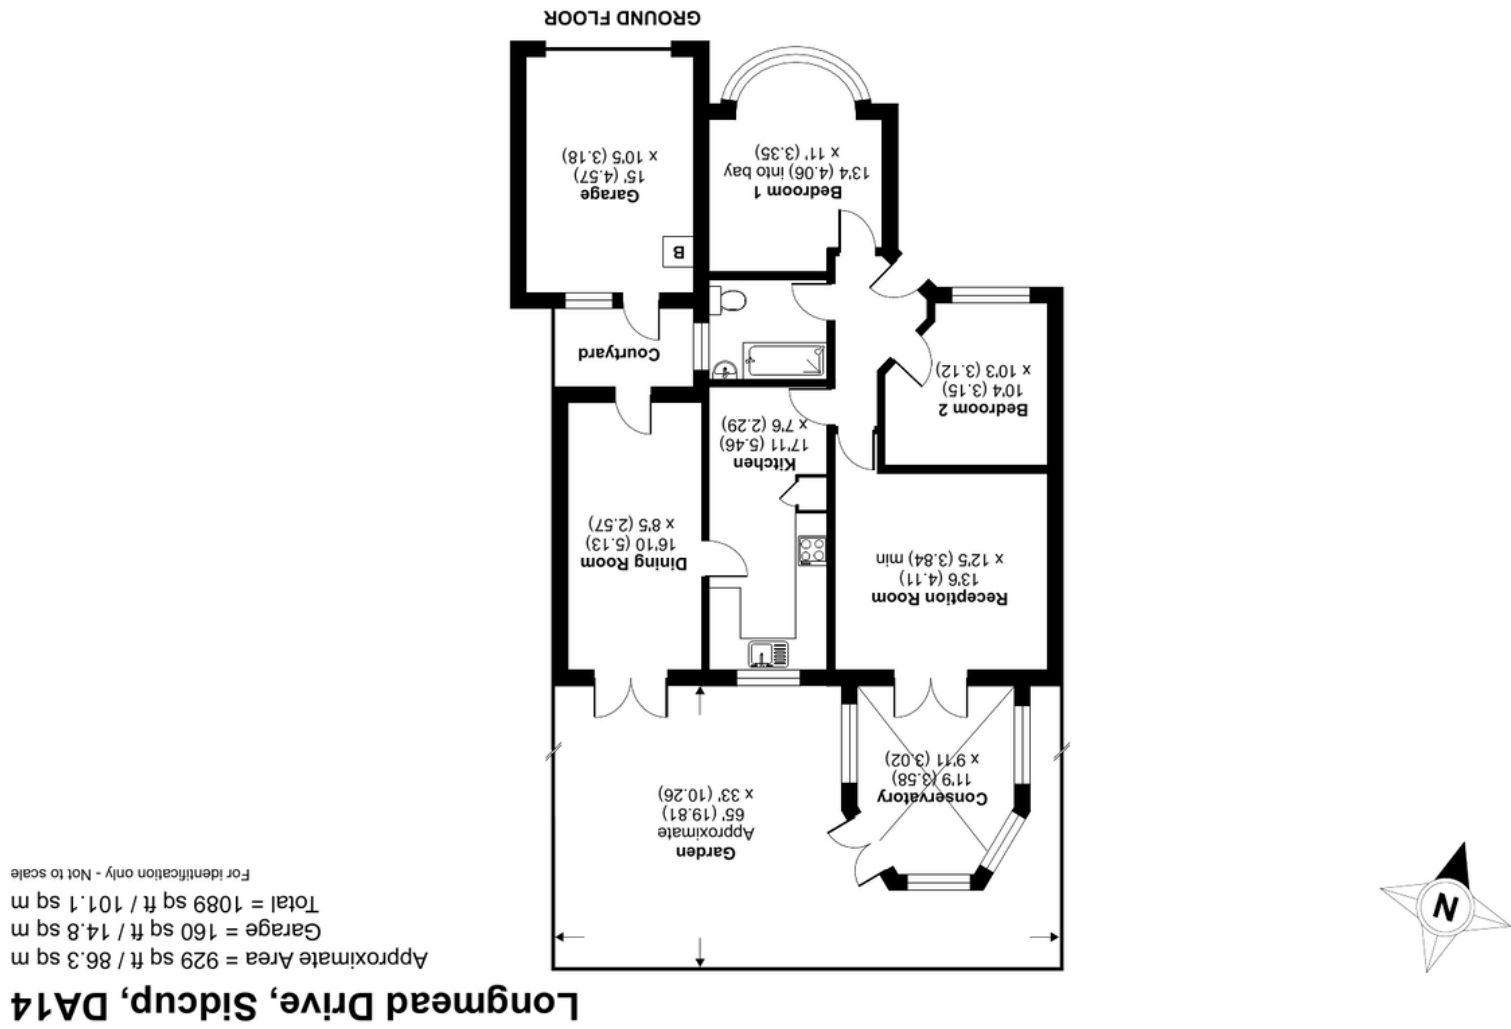 Longmead Drive, Sidcup, DA14
Approximate Area = 929 sq ft / 86.3 sq m
Garage = 160 sq ft / 14.8 sq m
Total = 1089 sq ft / 101.1 sq m
For identification only - Not to scale
N
Garden
Approximate
65' (19.81)
x 33' (10.26)
Conservatory
11'9 (3.58)
x 9'11 (3.02)
Reception Room
13'6 (4.11)
x 12'5 (3.84) min
Dining Room
16'10 (5.13)
x 8'5 (2.57)
Kitchen
17'11 (5.46)
x 7'6 (2.29)
Bedroom 2
10'4 (3.15)
x 10'3 (3.12)
Courtyard
B
Garage
15' (4.57)
x 10'5 (3.18)
Bedroom 1
13'4 (4.06) into bay
x 11' (3.35)
GROUND FLOOR